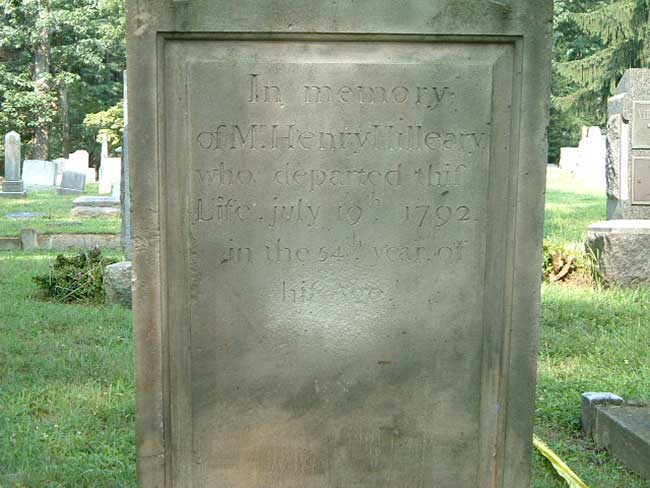 In memory
of Mr. Henry Hilleary
who departed this
Life july 19th 1792.
in the 54th year of
his Age